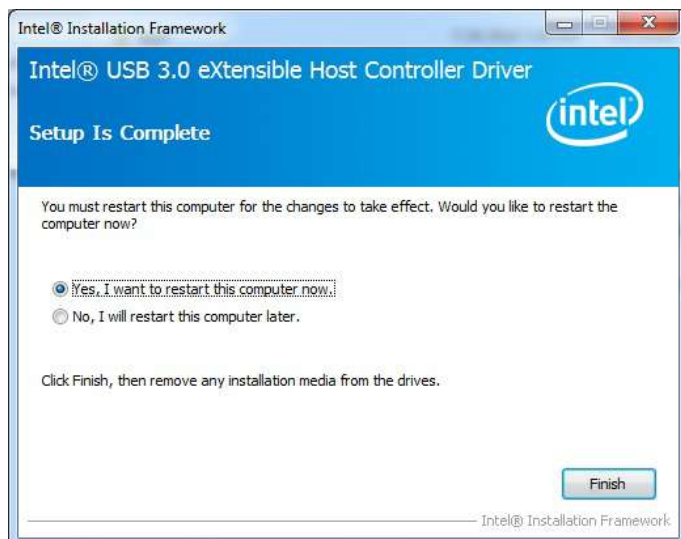 Intel® Installation Framework
Intel® USB 3.0 eXtensible Host Controller Driver
intel
Setup Is Complete
You must restart this computer for the changes to take effect. Would you like to restart the
computer now?
Yes, I want to restart this computer now.
No, I will restart this computer later.
Click Finish, then remove any installation media from the drives.
Finish
Intel® Installation Framework